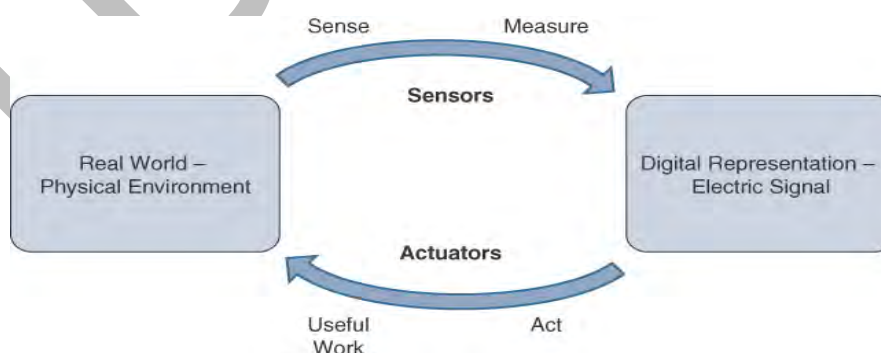 Sense Measure
Sensors
Real World –
Physical Environment
Digital Representation –
Electric Signal
Actuators
Useful
Work
Act